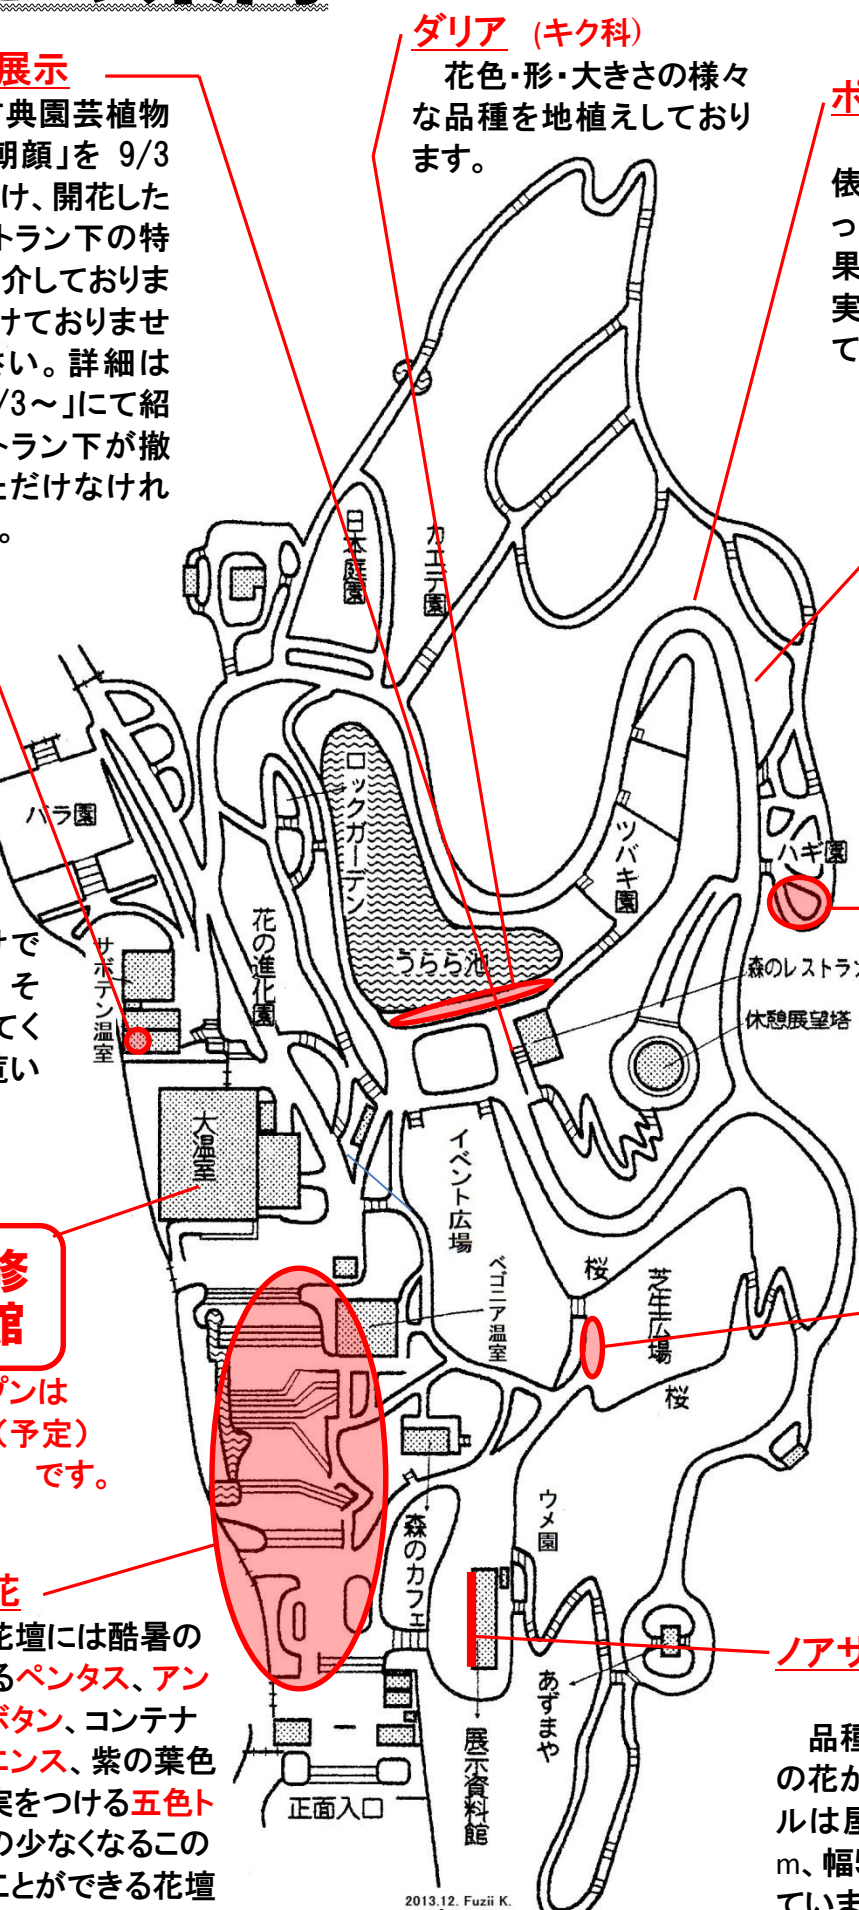 展示
典園芸植物
朝顔」を 9/3
け、開花した
トラン下の特
介しておりま
けておりませ
さい。詳細は
/3～」にて紹
トラン下が撤
ただけなけれ
。
ダリア (キク科)
花色・形・大きさの様々
な品種を地植えしており
ます。
俵
っ
果
実
て
日本庭園
カエデ園
バラ園
ロックガーデン
ツバキ園
ハギ園
うらら池
花の進化園
サボテン温室
森のレストラン
休憩展望塔
で
そ
てく
い
大温室
イベント広場
ベゴニア温室
桜
芝生広場
桜
修
館
プンは
（予定）
です。
ウメ園
森のカフェ
あずまや
展示資料館
正面入口
花
花壇には酷暑の
るペンタス、アン
ボタン、コンテナ
エンス、紫の葉色
実をつける五色ト
の少なくなるこの
ことができる花壇
ノアサ
品種
の花が
ルは屋
m、幅5
ていま
2013.12. Fuzii K.